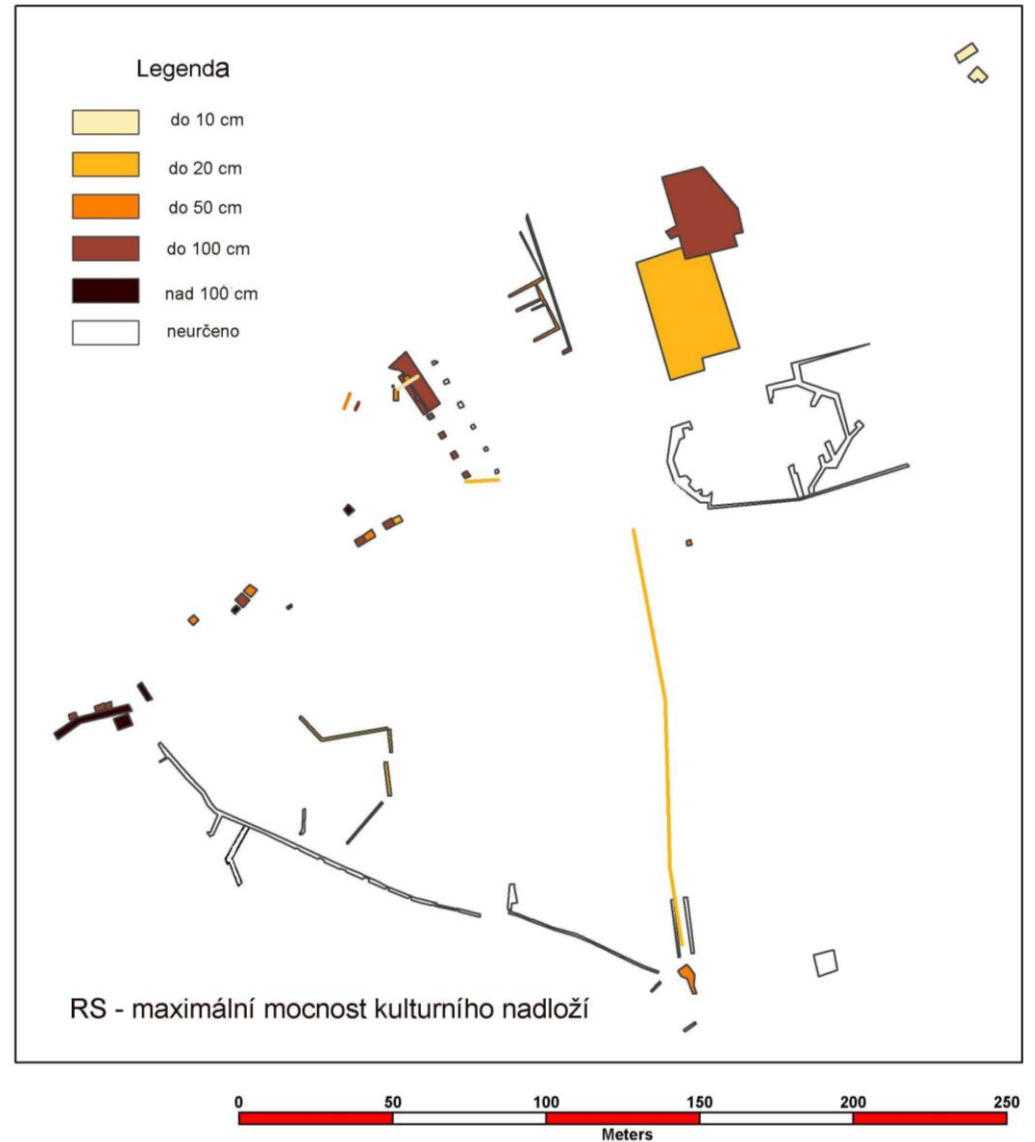 Legenda
do 10 cm
do 20 cm
do 50 cm
do 100 cm
nad 100 cm
neurčeno
RS - maximální mocnost kulturního nadloží
0 50 100 150 200 250
Meters